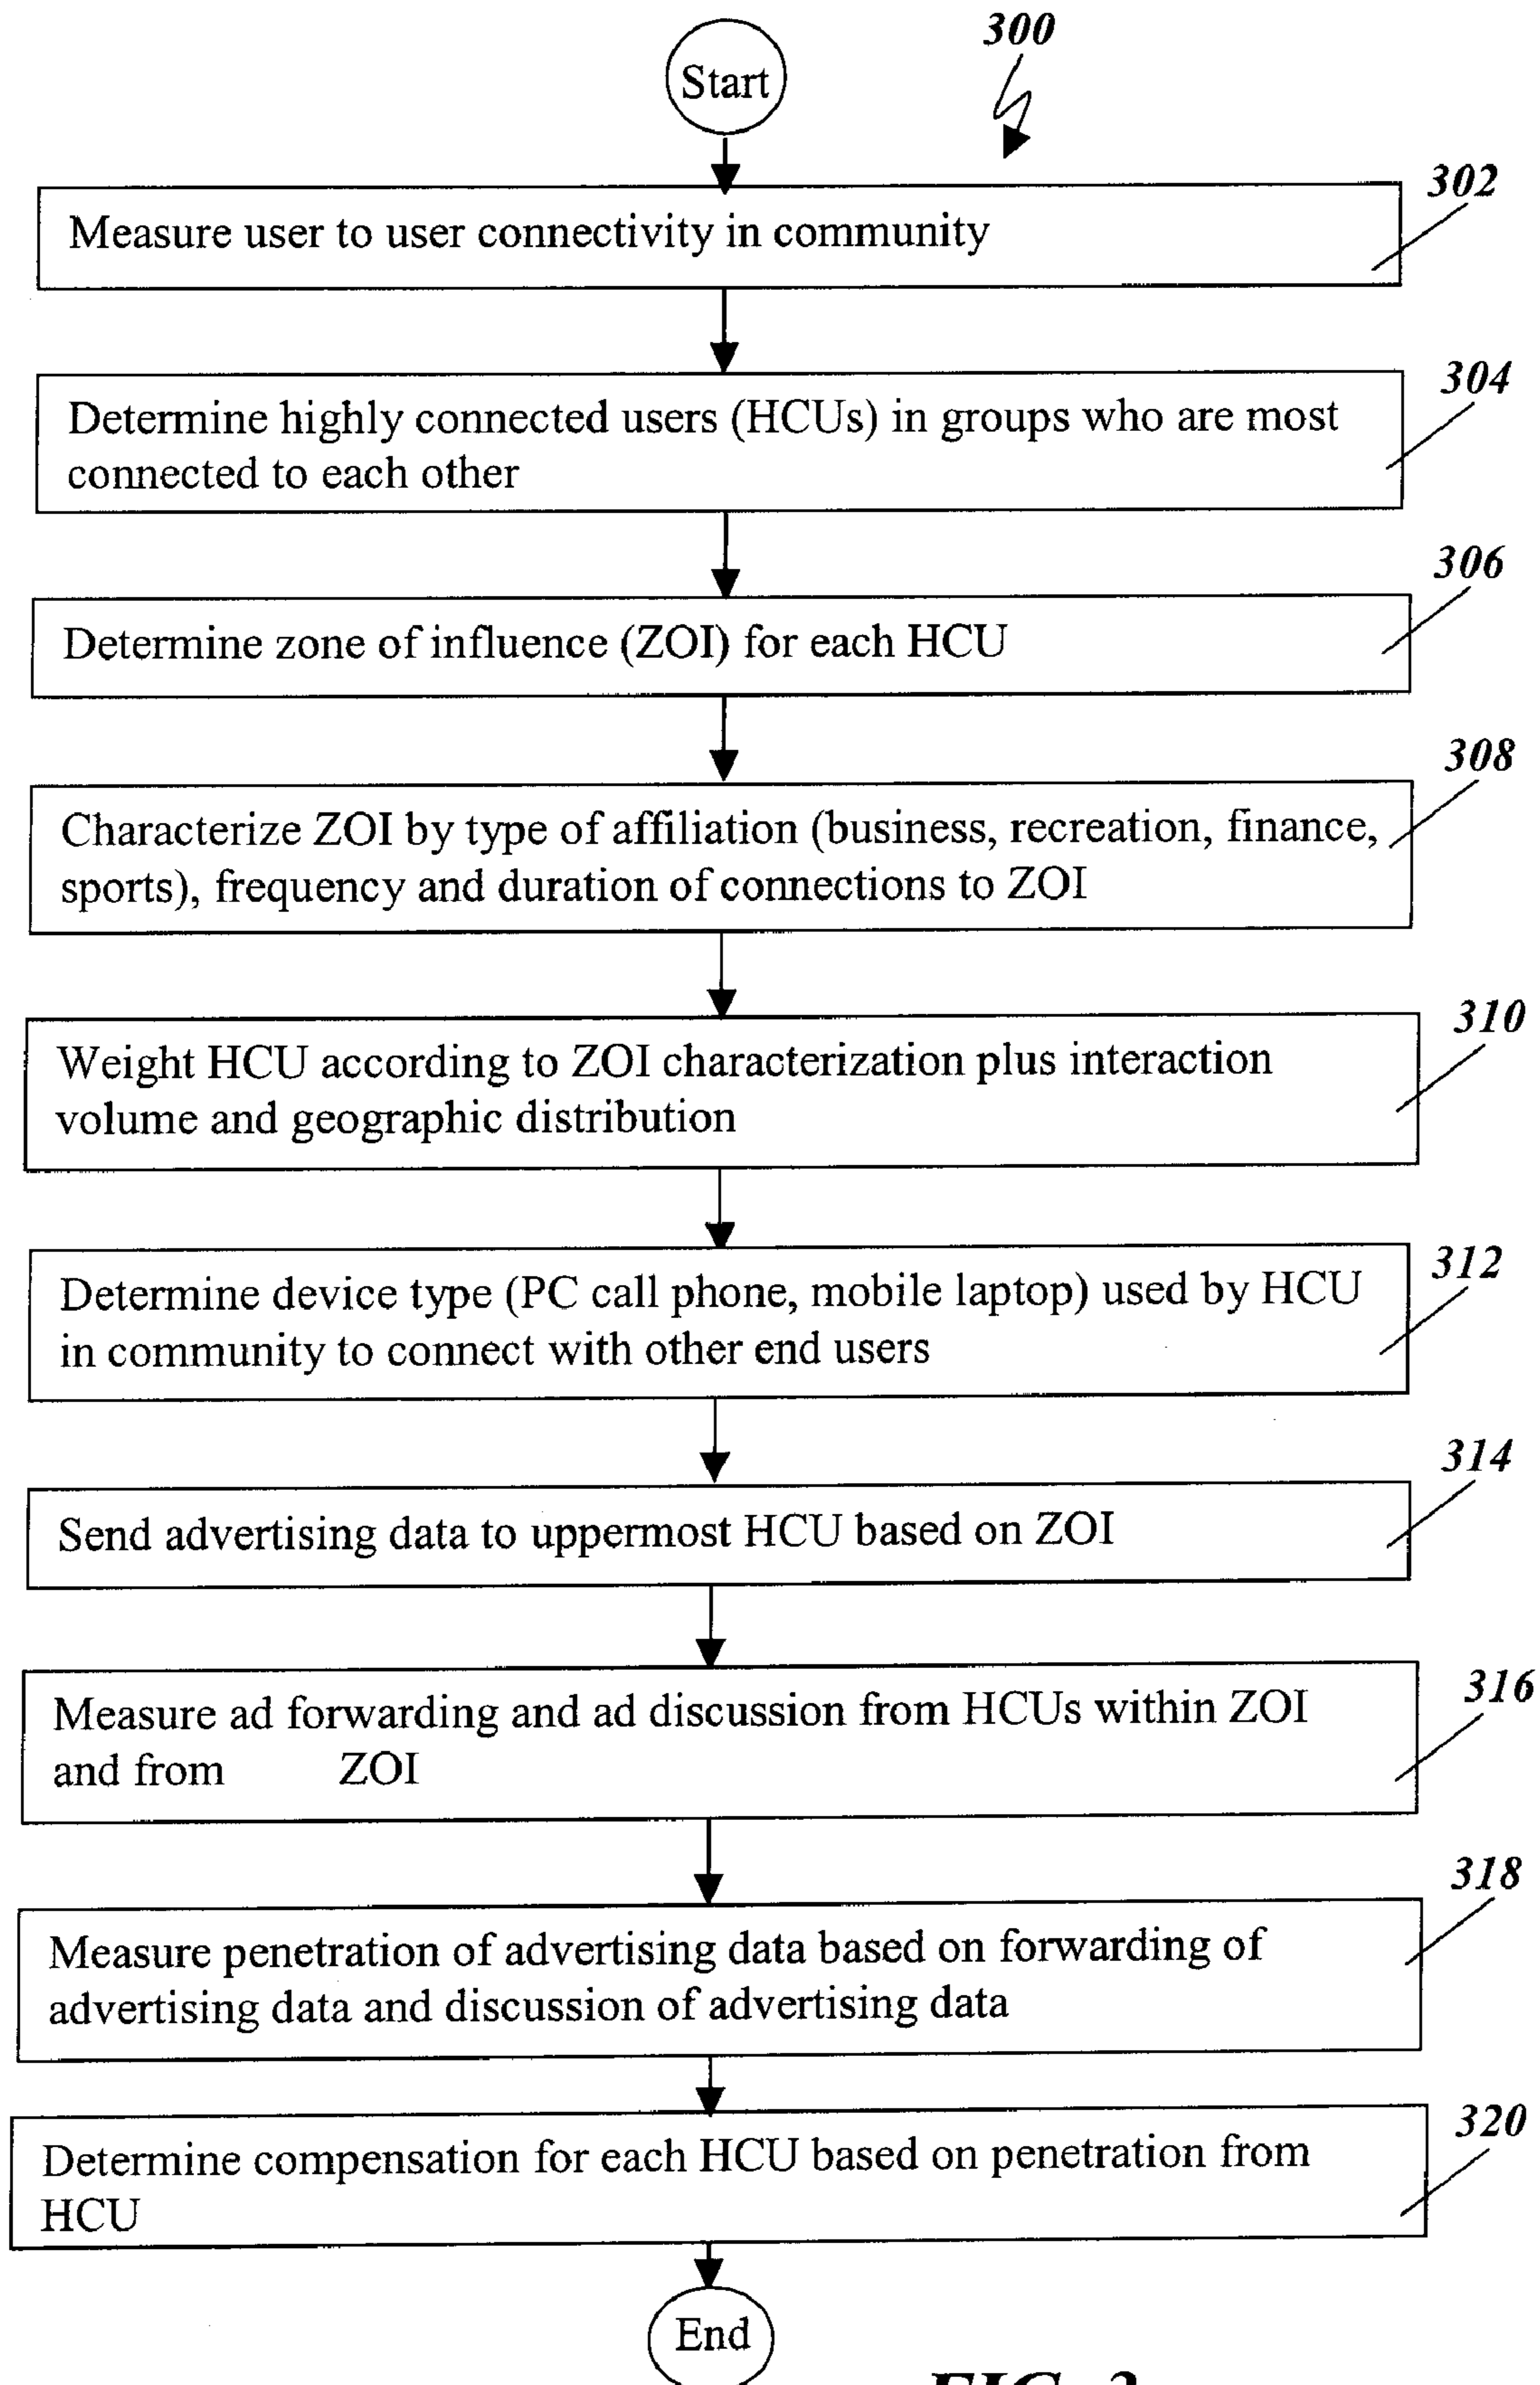 Start
300
302
Measure user to user connectivity in community
304
Determine highly connected users (HCUs) in groups who are most
connected to each other
306
Determine zone of influence (ZOI) for each HCU
308
Characterize ZOI by type of affiliation (business, recreation, finance,
sports), frequency and duration of connections to ZOI
310
Weight HCU according to ZOI characterization plus interaction
volume and geographic distribution
312
Determine device type (PC call phone, mobile laptop) used by HCU
in community to connect with other end users
314
Send advertising data to uppermost HCU based on ZOI
316
Measure ad forwarding and ad discussion from HCUs within ZOI
and from ZOI
318
Measure penetration of advertising data based on forwarding of
advertising data and discussion of advertising data
320
Determine compensation for each HCU based on penetration from
HCU
End